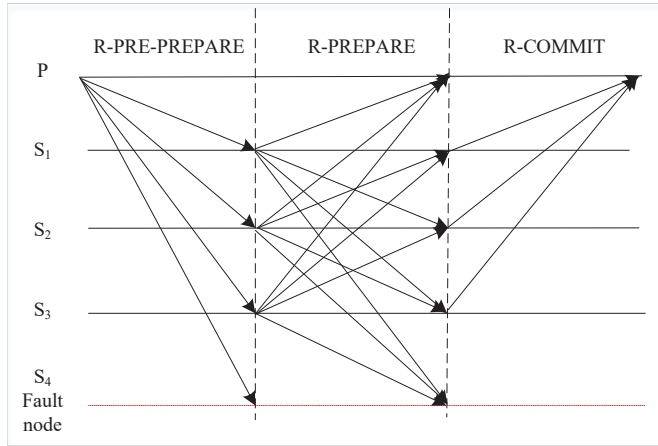 R-PRE-PREPARE R-PREPARE R-COMMIT
P
S₁
S₂
S₃
S₄
Fault
node